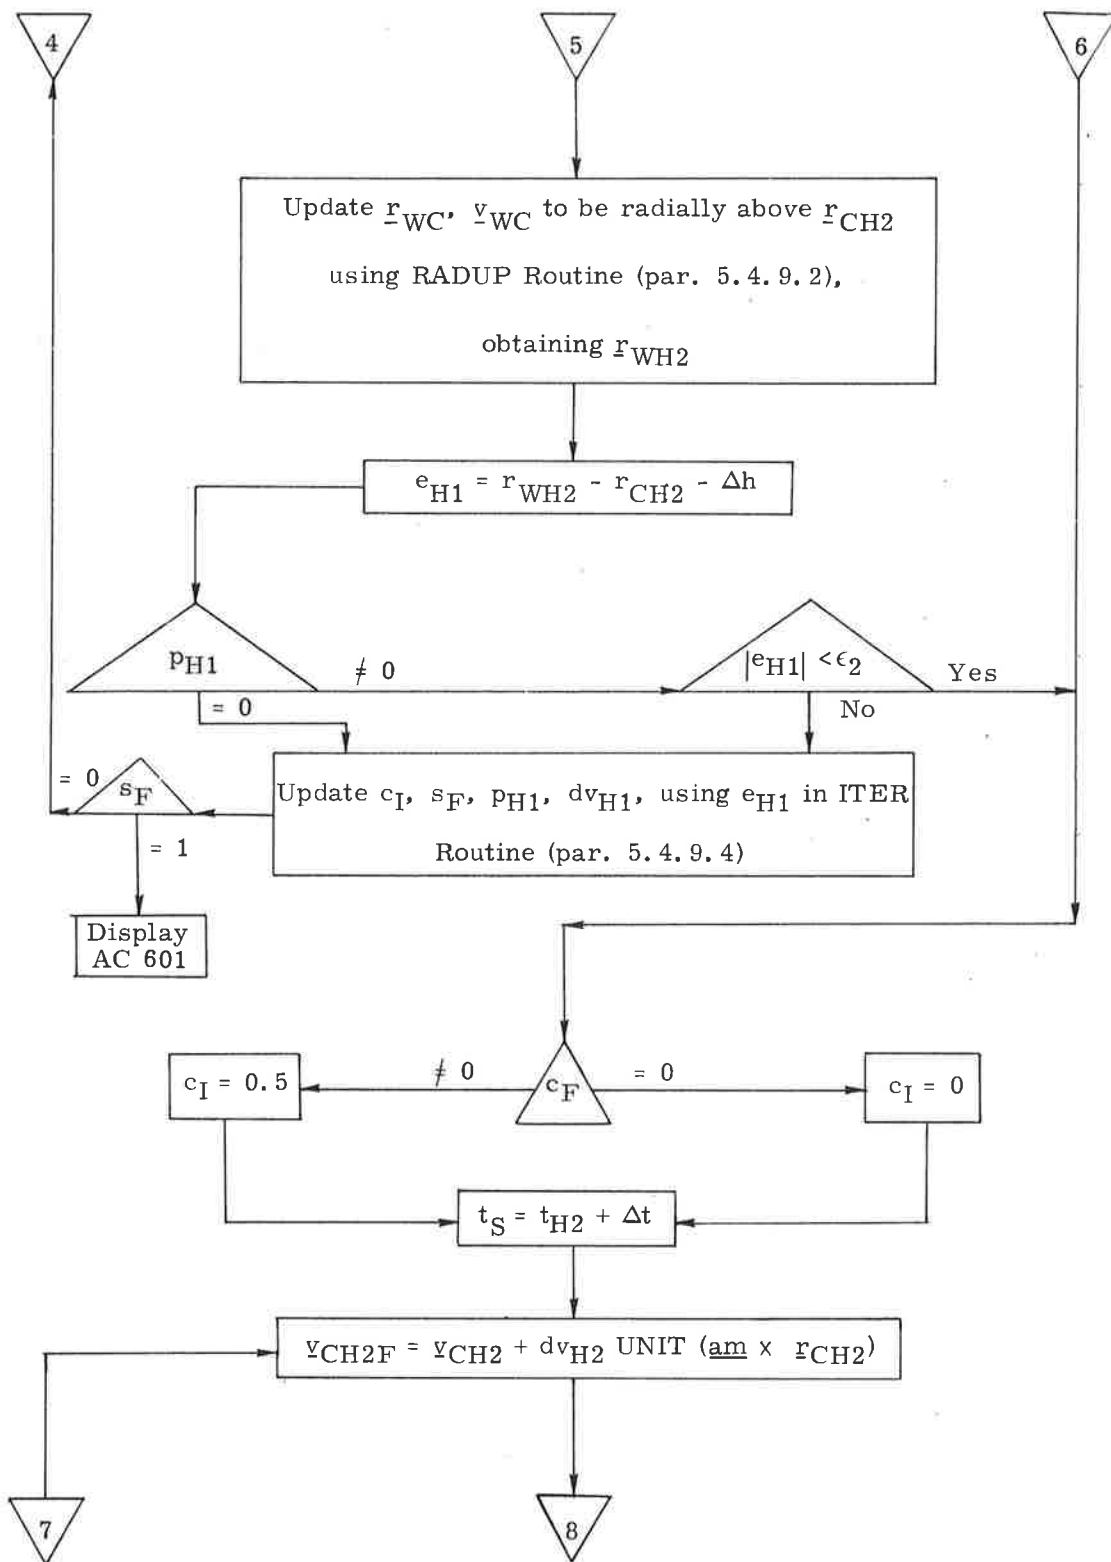 4
5
6
Update r_WC, v_WC to be radially above r_CH2
using RADUP Routine (par. 5.4.9.2),
obtaining r_WH2
e_H1 = r_WH2 - r_CH2 - Δh
p_H1
≠ 0
|e_H1| < ϵ_2
Yes
= 0
No
= 0
s_F
Update c_I, s_F, p_H1, dv_H1, using e_H1 in ITER
Routine (par. 5.4.9.4)
= 1
Display
AC 601
c_I = 0.5
≠ 0
c_F
= 0
c_I = 0
t_S = t_H2 + Δt
v_CH2F = v_CH2 + dv_H2 UNIT (am x r_CH2)
7
8